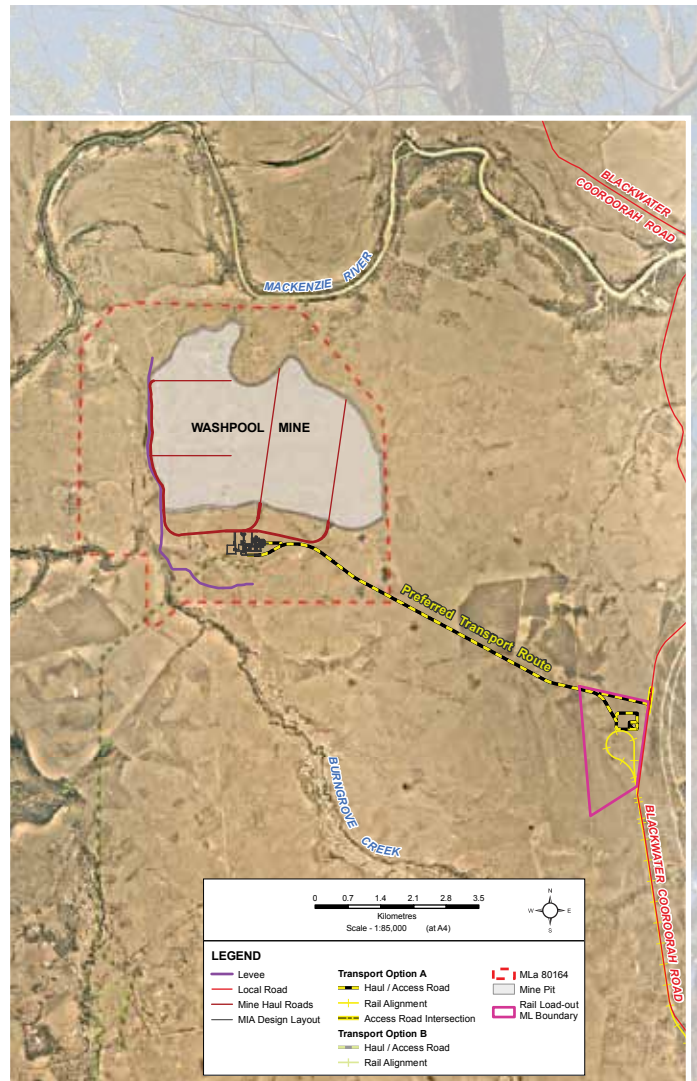 BLACKWATER
COOROORAH ROAD
MACKENZIE RIVER
WASHPOOL MINE
Preferred Transport Route
BURNGROVE
CREEK
BLACKWATER COOROORAH ROAD
0 0.7 1.4 2.1 2.8 3.5
Kilometres
Scale - 1:85,000 (at A4)
N
W E
S
LEGEND
Levee
Local Road
Mine Haul Roads
MIA Design Layout
Transport Option A
Haul / Access Road
Rail Alignment
Access Road Intersection
Transport Option B
Haul / Access Road
Rail Alignment
MLa 80164
Mine Pit
Rail Load-out
ML Boundary